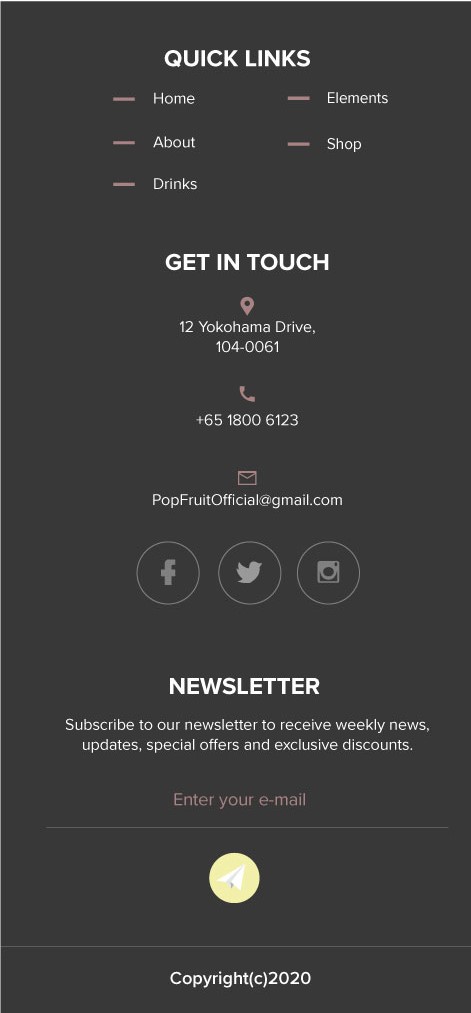 QUICK LINKS
Home
Elements
About
Shop
Drinks
GET IN TOUCH
12 Yokohama Drive,
104-0061
+65 1800 6123
PopFruitOfficial@gmail.com
NEWSLETTER
Subscribe to our newsletter to receive weekly news,
updates, special offers and exclusive discounts.
Enter your e-mail
Copyright(c)2020